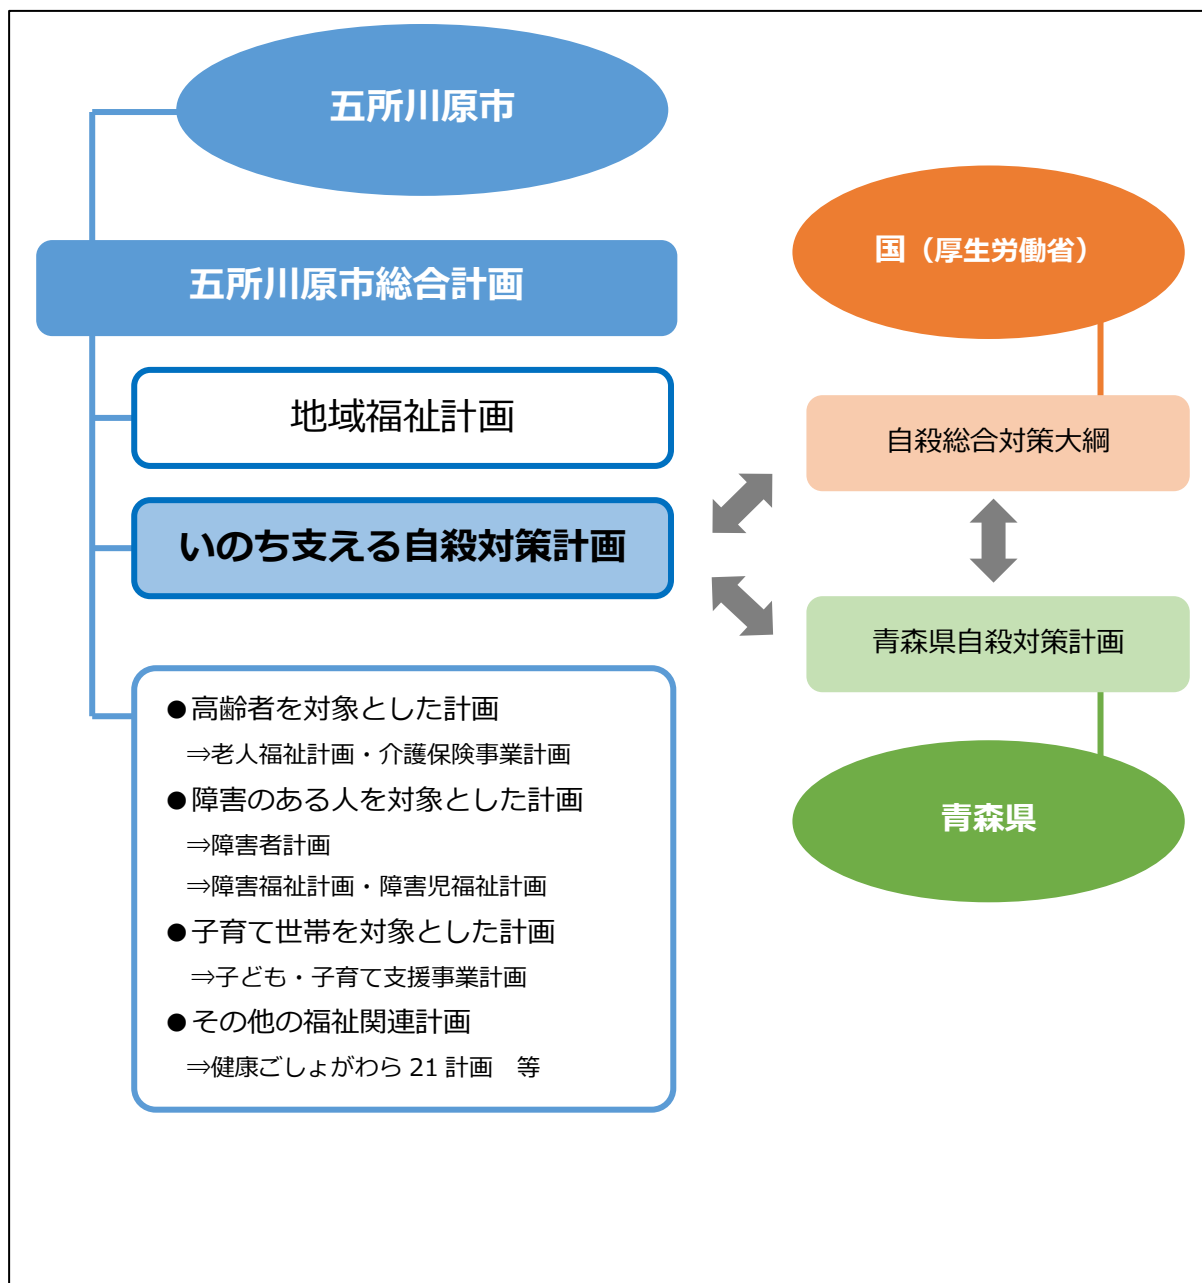 五所川原市
五所川原市総合計画
地域福祉計画
いのち支える自殺対策計画
●高齢者を対象とした計画
⇒老人福祉計画・介護保険事業計画
●障害のある人を対象とした計画
⇒障害者計画
⇒障害福祉計画・障害児福祉計画
●子育て世帯を対象とした計画
⇒子ども・子育て支援事業計画
●その他の福祉関連計画
⇒健康ごしょがわら 21 計画　等
国（厚生労働省）
自殺総合対策大綱
青森県自殺対策計画
青森県